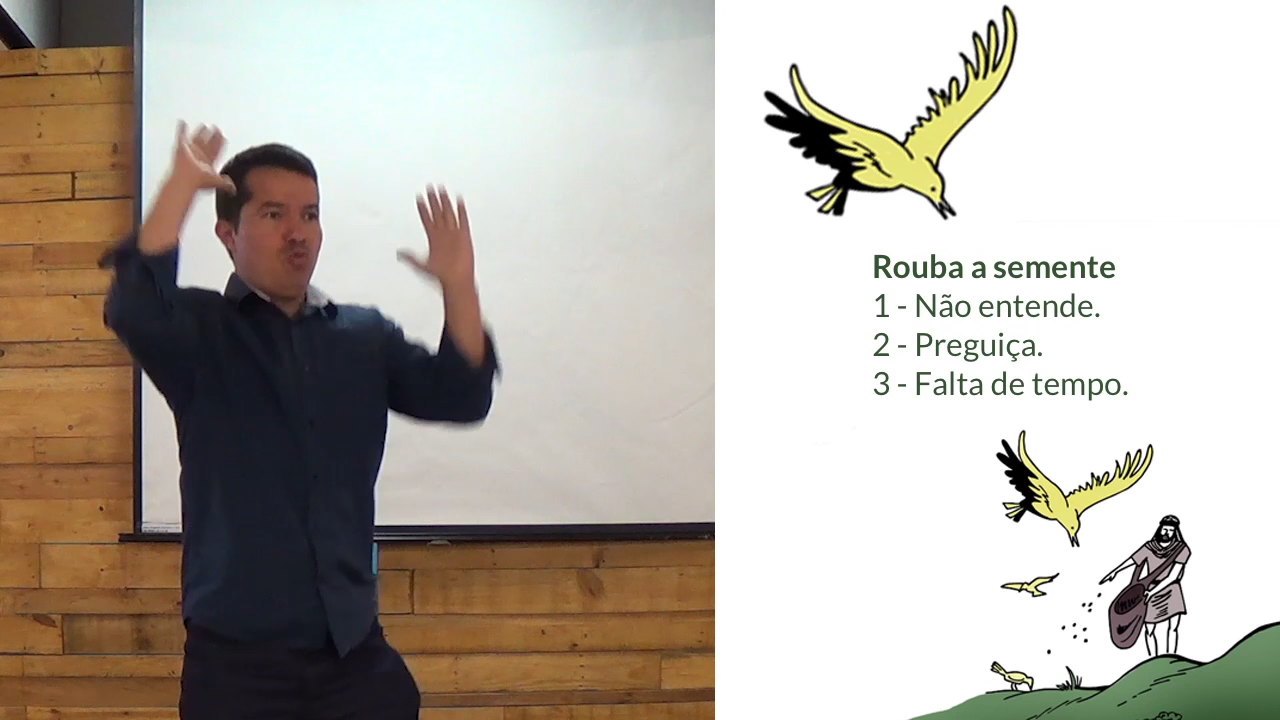 Rouba a semente
1 - Não entende.
2 - Preguiça.
3 - Falta de tempo.